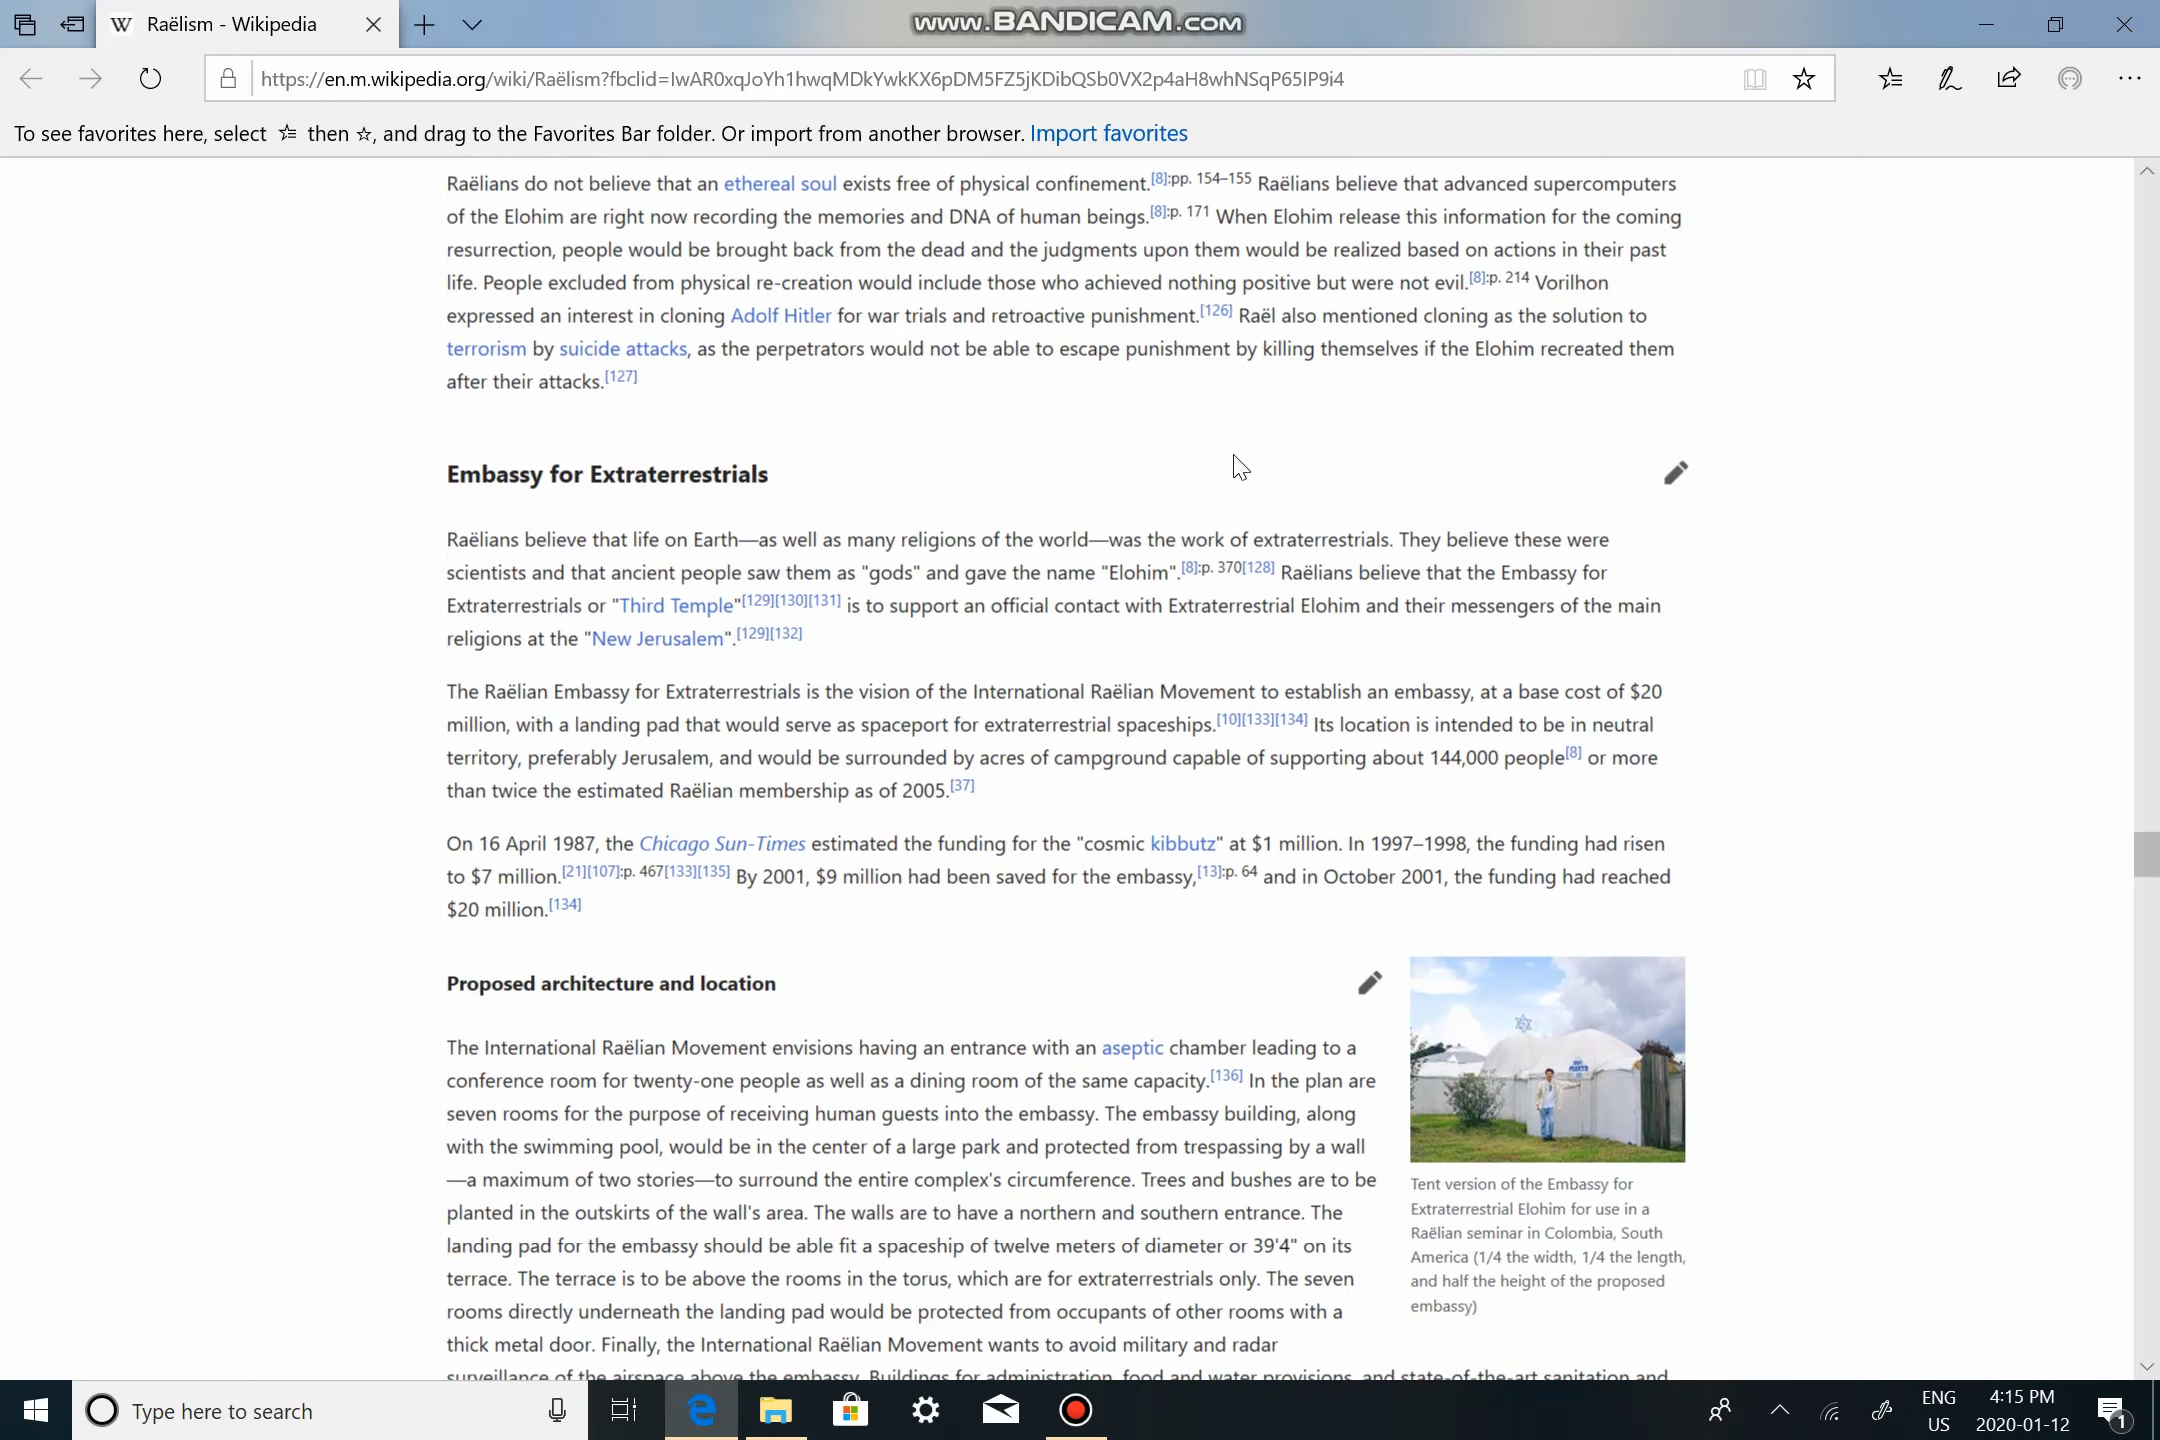 Raëlism - Wikipedia
www.BANDICAM.com
https://en.m.wikipedia.org/wiki/Raëlism?fbclid=IwAR0xqJoYh1hwqMDkYwkKX6pDM5FZ5jKDibQSb0VX2p4aH8whNSqP65IP9i4
To see favorites here, select then , and drag to the Favorites Bar folder. Or import from another browser. Import favorites
Raëlians do not believe that an ethereal soul exists free of physical confinement.[8]:pp. 154–155 Raëlians believe that advanced supercomputers
of the Elohim are right now recording the memories and DNA of human beings.[8]:p. 171 When Elohim release this information for the coming
resurrection, people would be brought back from the dead and the judgments upon them would be realized based on actions in their past
life. People excluded from physical re-creation would include those who achieved nothing positive but were not evil.[8]:p. 214 Vorilhon
expressed an interest in cloning Adolf Hitler for war trials and retroactive punishment.[126] Raël also mentioned cloning as the solution to
terrorism by suicide attacks, as the perpetrators would not be able to escape punishment by killing themselves if the Elohim recreated them
after their attacks.[127]
Embassy for Extraterrestrials
Raëlians believe that life on Earth—as well as many religions of the world—was the work of extraterrestrials. They believe these were
scientists and that ancient people saw them as "gods" and gave the name "Elohim".[8]:p. 370[128] Raëlians believe that the Embassy for
Extraterrestrials or "Third Temple"[129][130][131] is to support an official contact with Extraterrestrial Elohim and their messengers of the main
religions at the "New Jerusalem".[129][132]
The Raëlian Embassy for Extraterrestrials is the vision of the International Raëlian Movement to establish an embassy, at a base cost of $20
million, with a landing pad that would serve as spaceport for extraterrestrial spaceships.[10][133][134] Its location is intended to be in neutral
territory, preferably Jerusalem, and would be surrounded by acres of campground capable of supporting about 144,000 people[8] or more
than twice the estimated Raëlian membership as of 2005.[37]
On 16 April 1987, the Chicago Sun-Times estimated the funding for the "cosmic kibbutz" at $1 million. In 1997–1998, the funding had risen
to $7 million.[21][107]:p. 467[133][135] By 2001, $9 million had been saved for the embassy,[13]:p. 64 and in October 2001, the funding had reached
$20 million.[134]
Proposed architecture and location
The International Raëlian Movement envisions having an entrance with an aseptic chamber leading to a
conference room for twenty-one people as well as a dining room of the same capacity.[136] In the plan are
seven rooms for the purpose of receiving human guests into the embassy. The embassy building, along
with the swimming pool, would be in the center of a large park and protected from trespassing by a wall
—a maximum of two stories—to surround the entire complex's circumference. Trees and bushes are to be
planted in the outskirts of the wall's area. The walls are to have a northern and southern entrance. The
landing pad for the embassy should be able fit a spaceship of twelve meters of diameter or 39'4" on its
terrace. The terrace is to be above the rooms in the torus, which are for extraterrestrials only. The seven
rooms directly underneath the landing pad would be protected from occupants of other rooms with a
thick metal door. Finally, the International Raëlian Movement wants to avoid military and radar
surveillance of the airspace above the embassy. Buildings for administration, food and water provisions, and state-of-the-art sanitation and
Tent version of the Embassy for
Extraterrestrial Elohim for use in a
Raëlian seminar in Colombia, South
America (1/4 the width, 1/4 the length,
and half the height of the proposed
embassy)
Type here to search
ENG
US
4:15 PM
2020-01-12
1